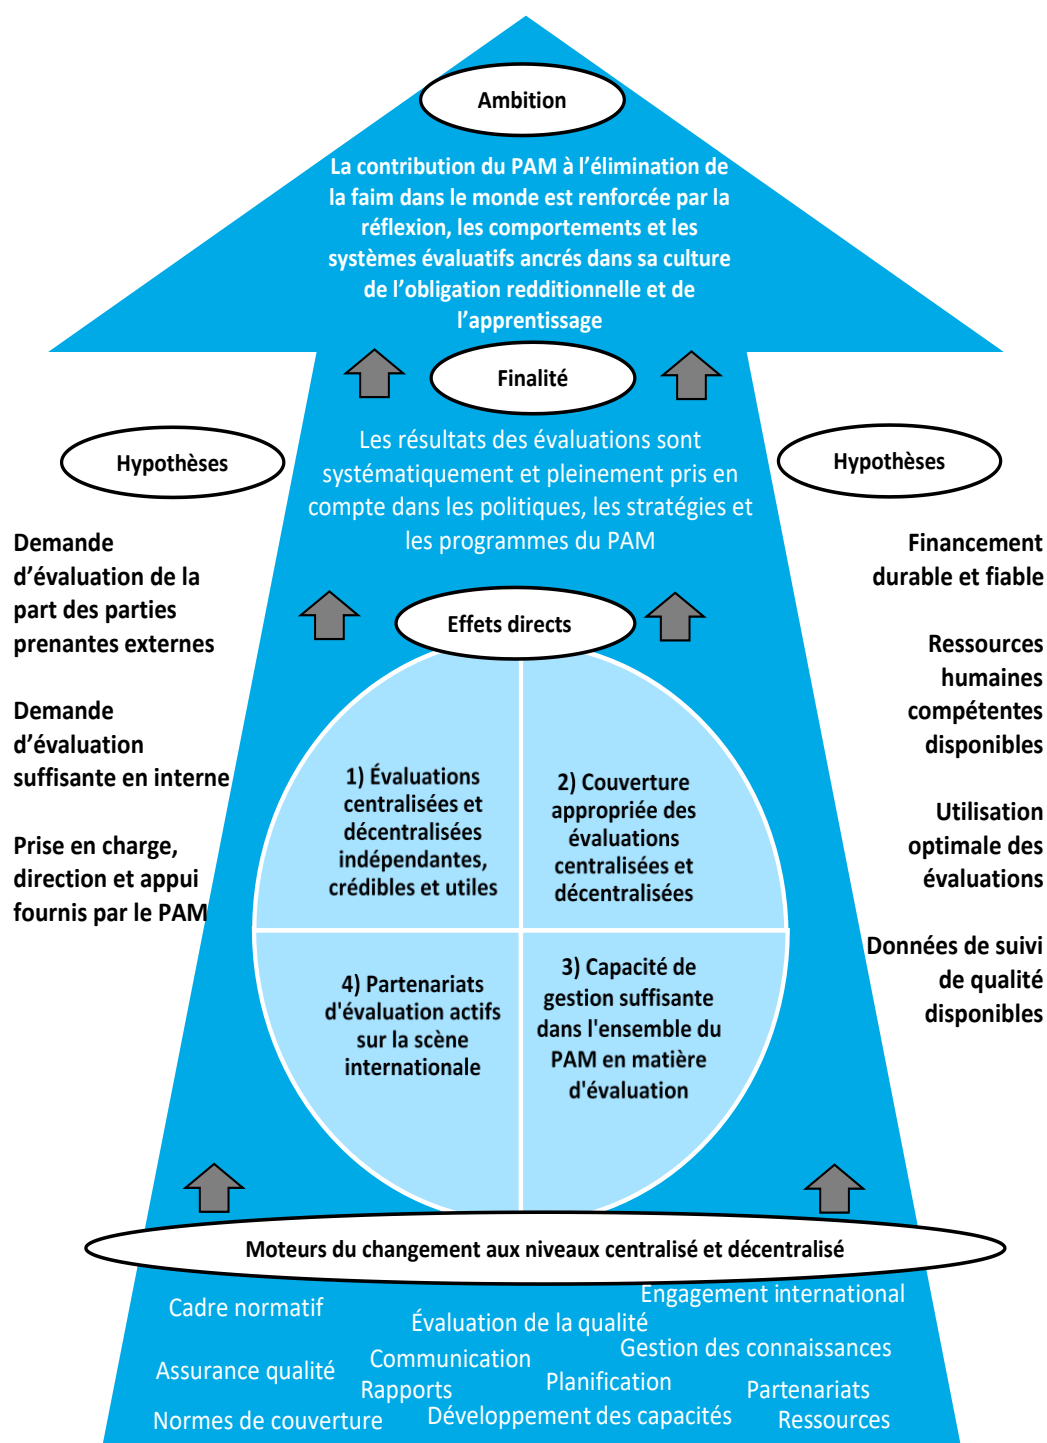 Ambition
La contribution du PAM à l’élimination de
la faim dans le monde est renforcée par la
réflexion, les comportements et les
systèmes évaluatifs ancrés dans sa culture
de l’obligation redditionnelle et de
l’apprentissage
Finalité
Les résultats des évaluations sont
systématiquement et pleinement pris en
compte dans les politiques, les stratégies et
les programmes du PAM
Hypothèses
Demande
d’évaluation de la
part des parties
prenantes externes
Demande
d’évaluation
suffisante en interne
Prise en charge,
direction et appui
fournis par le PAM
Hypothèses
Financement
durable et fiable
Ressources
humaines
compétentes
disponibles
Utilisation
optimale des
évaluations
Données de suivi
de qualité
disponibles
Effets directs
1) Évaluations
centralisées et
décentralisées
indépendantes,
crédibles et utiles
2) Couverture
appropriée des
évaluations
centralisées et
décentralisées
4) Partenariats
d'évaluation actifs
sur la scène
internationale
3) Capacité de
gestion suffisante
dans l'ensemble du
PAM en matière
d'évaluation
Moteurs du changement aux niveaux centralisé et décentralisé
Engagement international
Cadre normatif
Évaluation de la qualité
Gestion des connaissances
Communication
Assurance qualité
Planification
Rapports
Partenariats
Développement des capacités
Normes de couverture
Ressources